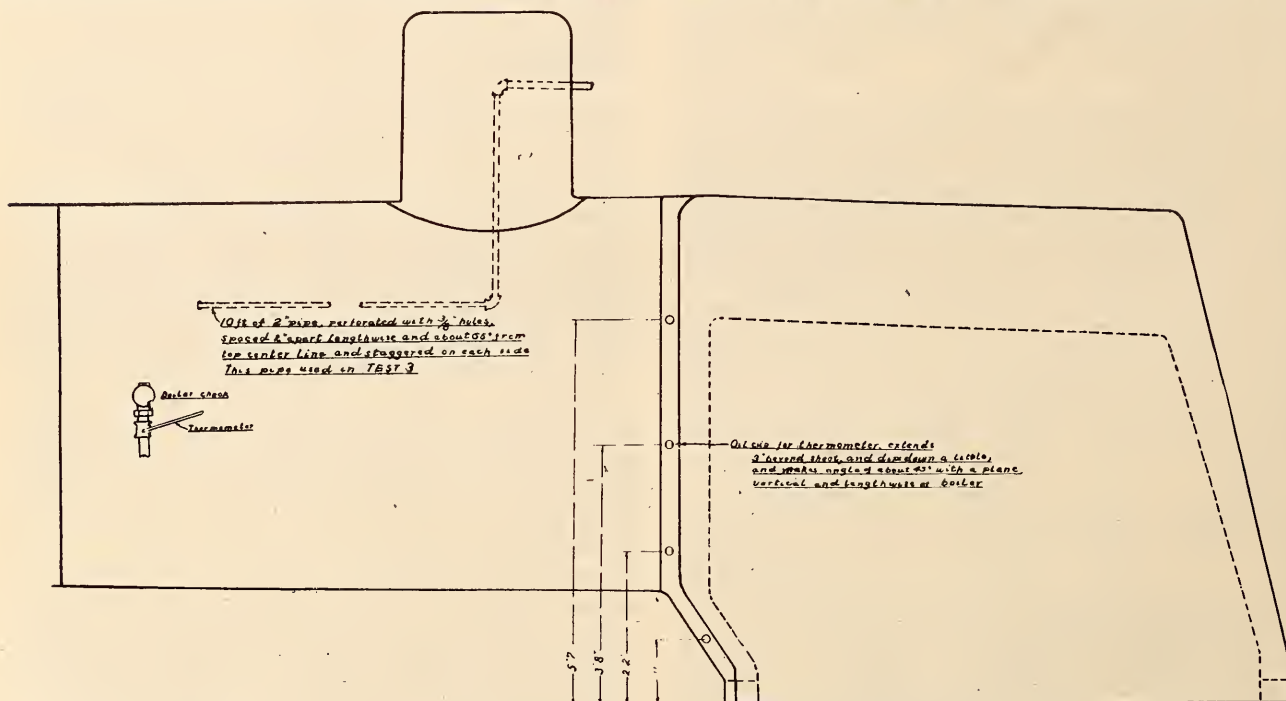 10 ft of 2" pipe, perforated with 3/8" holes,
spaced apart lengthwise and about from
top center line and staggered on each side
This pipe used in TEST 3
Boiler check
Thermometer
Oil cup for thermometer, extends
3" beyond sheet, and dips down a little,
and makes angle of about 45° with a plane
vertical and lengthwise of boiler
5'7"
3'8"
2'2"